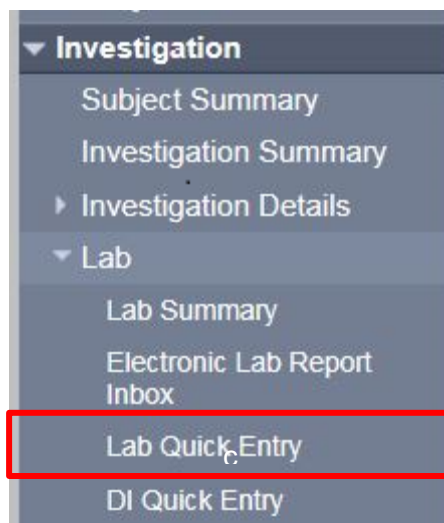 Investigation
Subject Summary
Investigation Summary
Investigation Details
Lab
Lab Summary
Electronic Lab Report
Inbox
Lab Quick Entry
c
DI Quick Entry